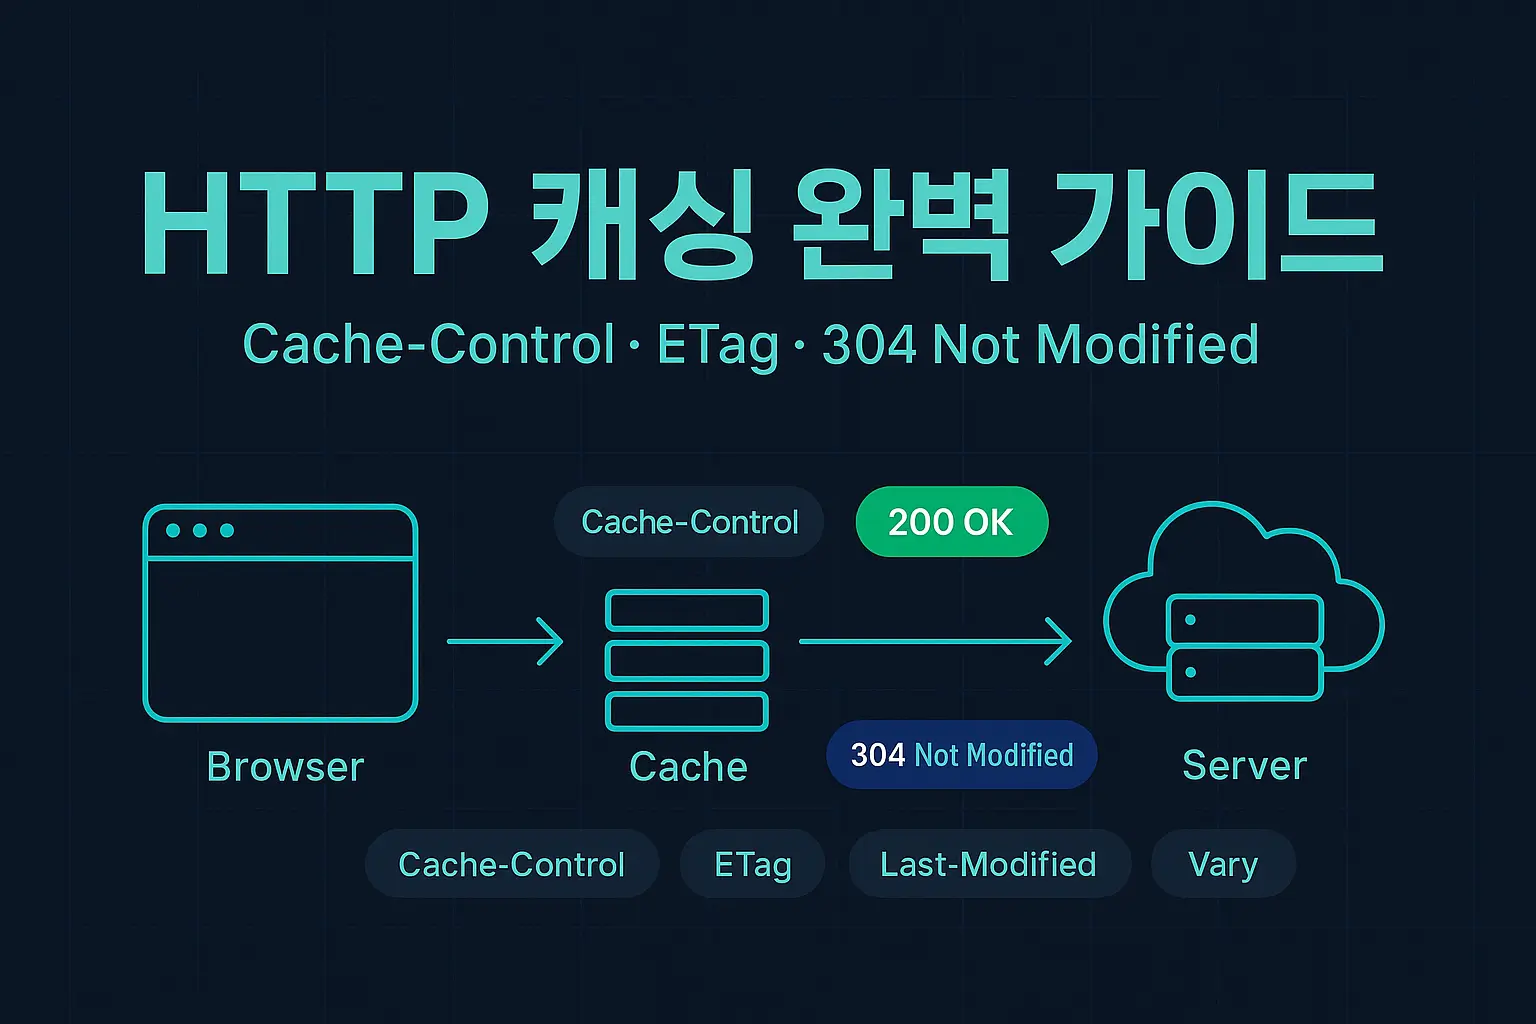 HTTP 캐싱 완벽 가이드
Cache-Control · ETag · 304 Not Modified
Cache-Control
200 OK
304 Not Modified
Browser
Cache
Server
Cache-Control
ETag
Last-Modified
Vary